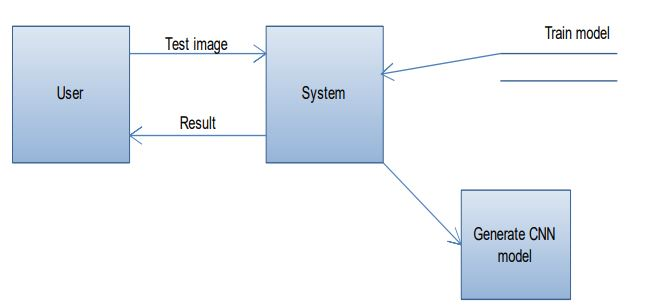 Train model
Test image
User
System
Result
Generate CNN
model